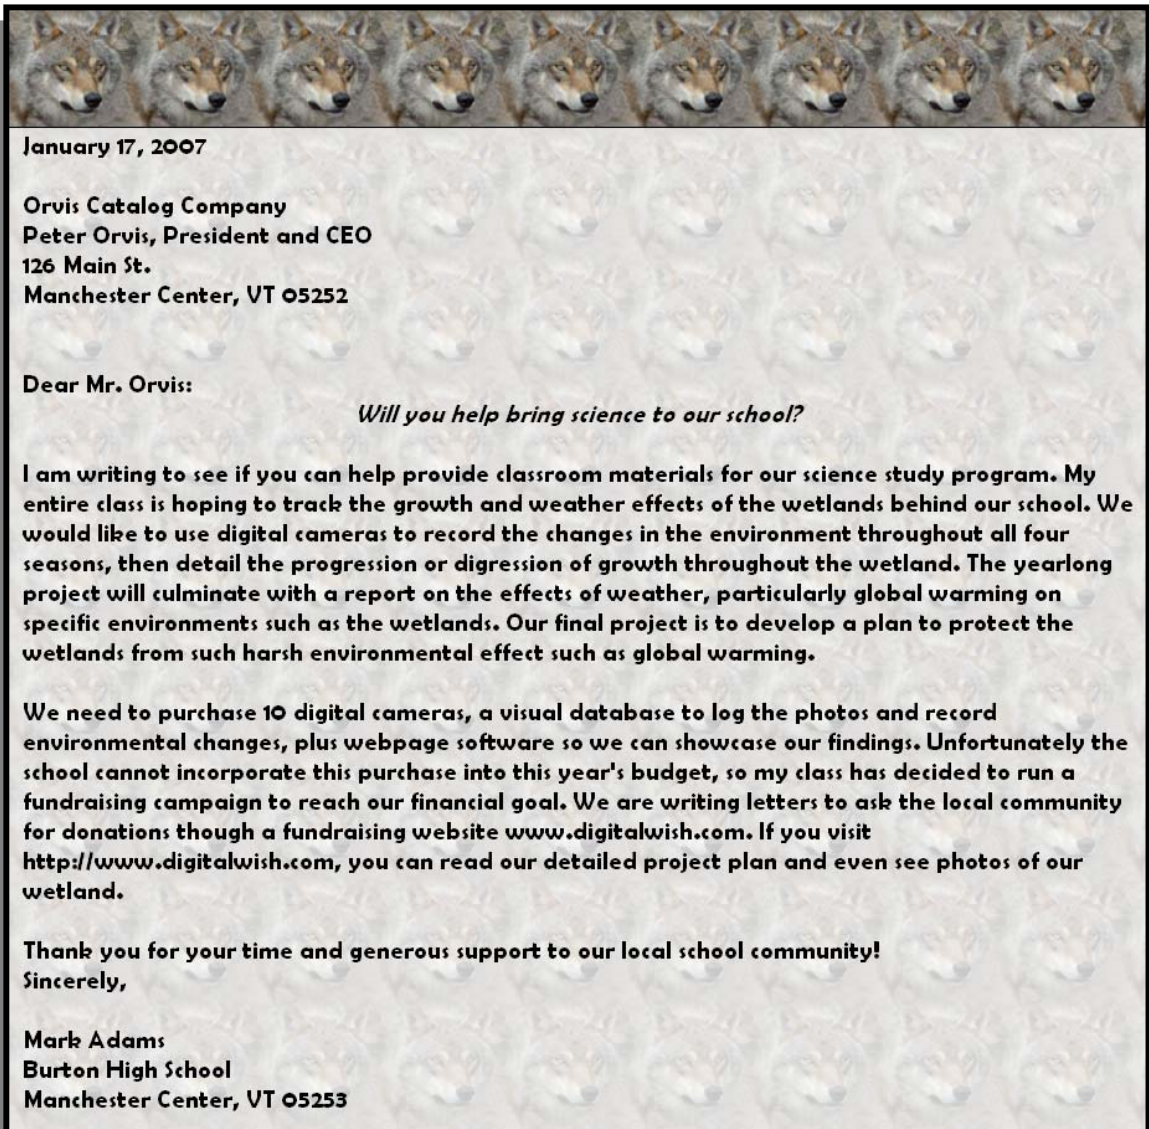 January 17, 2007
Orvis Catalog Company
Peter Orvis, President and CEO
126 Main St.
Manchester Center, VT 05252
Dear Mr. Orvis:
Will you help bring science to our school?
I am writing to see if you can help provide classroom materials for our science study program. My
entire class is hoping to track the growth and weather effects of the wetlands behind our school. We
would like to use digital cameras to record the changes in the environment throughout all four
seasons, then detail the progression or digression of growth throughout the wetland. The yearlong
project will culminate with a report on the effects of weather, particularly global warming on
specific environments such as the wetlands. Our final project is to develop a plan to protect the
wetlands from such harsh environmental effect such as global warming.
We need to purchase 10 digital cameras, a visual database to log the photos and record
environmental changes, plus webpage software so we can showcase our findings. Unfortunately the
school cannot incorporate this purchase into this year's budget, so my class has decided to run a
fundraising campaign to reach our financial goal. We are writing letters to ask the local community
for donations though a fundraising website www.digitalwish.com. If you visit
http://www.digitalwish.com, you can read our detailed project plan and even see photos of our
wetland.
Thank you for your time and generous support to our local school community!
Sincerely,
Mark Adams
Burton High School
Manchester Center, VT 05253